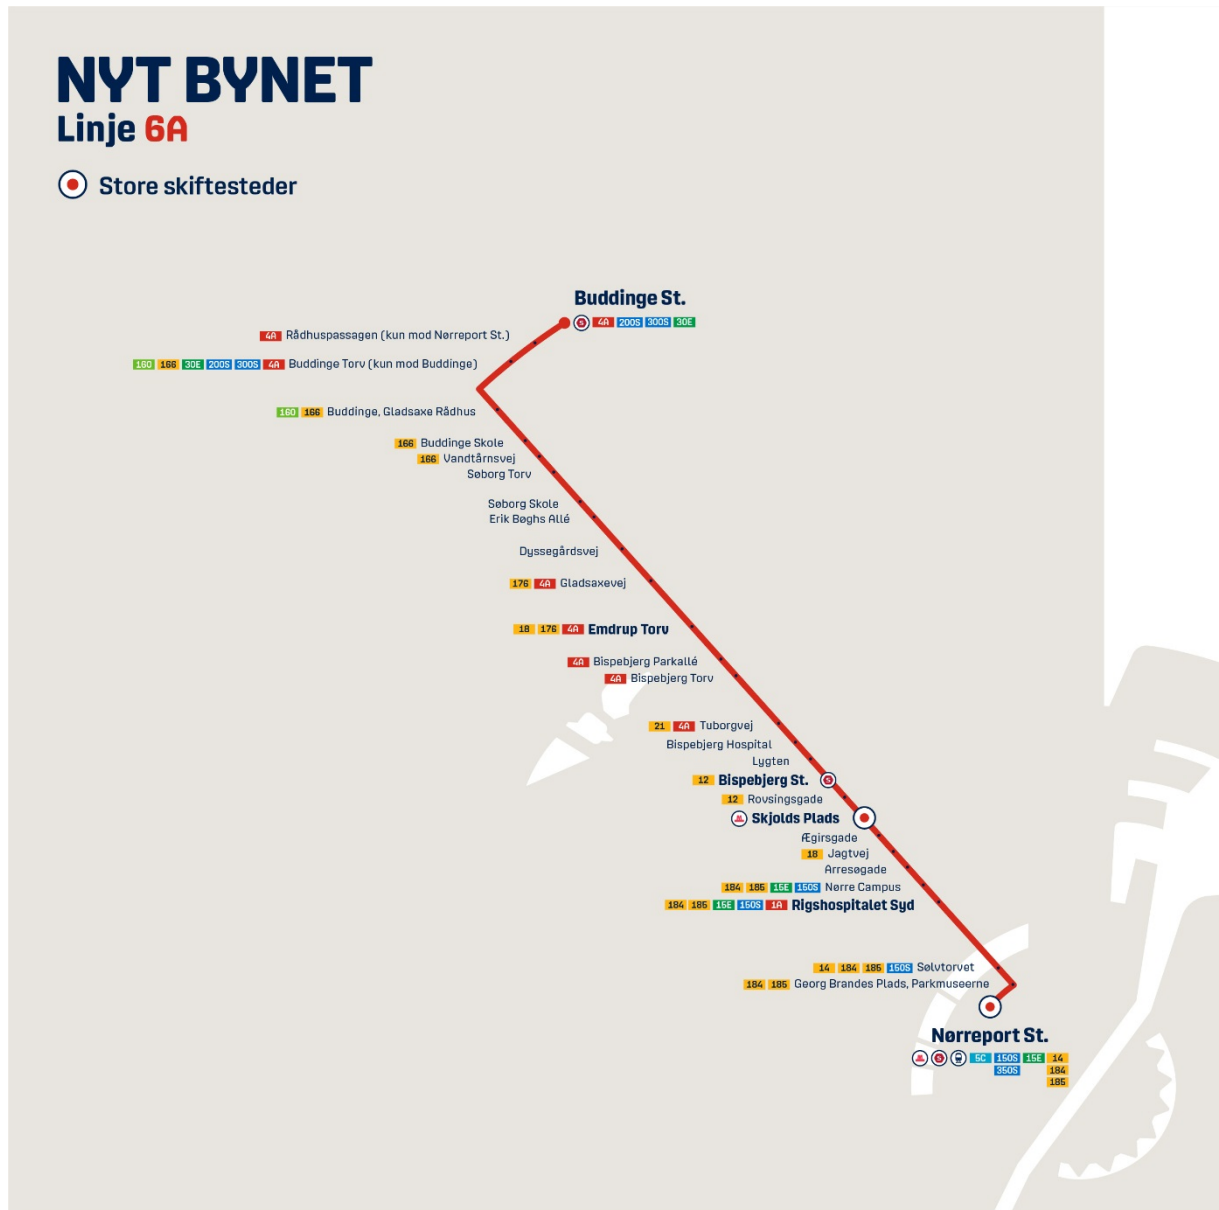 NYT BYNET
Linje 6A
Store skiftesteder
Buddinge St.
S 4A 200S 300S 30E
4A Rådhuspassagen (kun mod Nørreport St.)
160 166 30E 200S 300S 4A Buddinge Torv (kun mod Buddinge)
160 166 Buddinge, Gladsaxe Rådhus
166 Buddinge Skole
166 Vandtårnsvej
Søborg Torv
Søborg Skole
Erik Bøghs Allé
Dyssegårdsvej
176 4A Gladsaxevej
18 176 4A Emdrup Torv
4A Bispebjerg Parkallé
4A Bispebjerg Torv
21 4A Tuborgvej
Bispebjerg Hospital
Lygten
12 Bispebjerg St. S
12 Rovsingsgade
Skjolds Plads
Ægirsgade
18 Jagtvej
Arresøgade
184 185 15E 150S Nørre Campus
184 185 15E 150S 1A Rigshospitalet Syd
14 184 185 150S Sølvtorvet
184 185 Georg Brandes Plads, Parkmuseerne
Nørreport St.
S 5C 150S 15E 14
350S 184
185